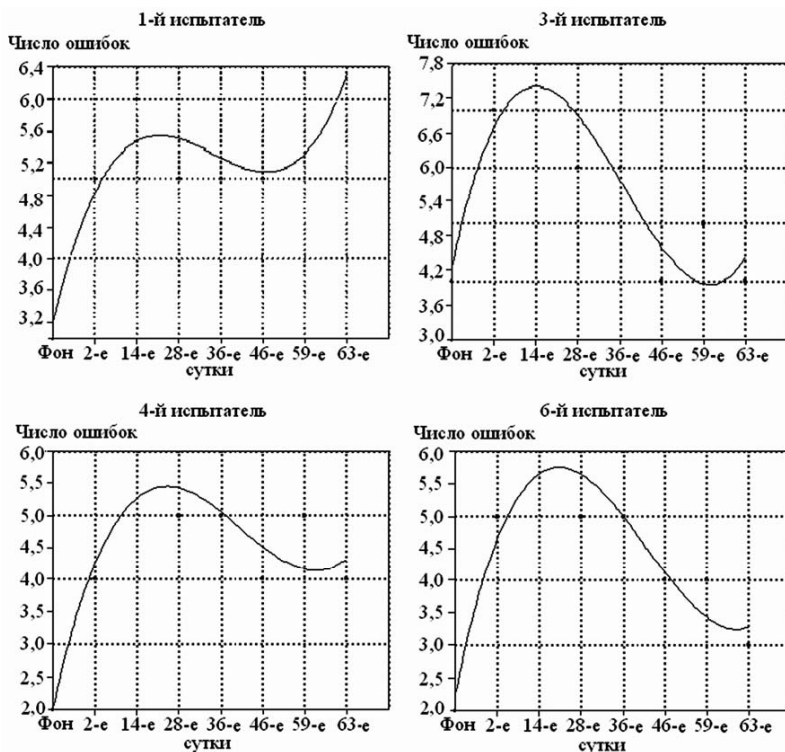 1-й испытатель
Число ошибок
6,4
6,0
5,6
5,2
4,8
4,4
4,0
3,6
3,2
Фон 2-е 14-е 28-е 36-е 46-е 59-е 63-е
сутки
3-й испытатель
Число ошибок
7,8
7,2
6,6
6,0
5,4
4,8
4,2
3,6
3,0
Фон 2-е 14-е 28-е 36-е 46-е 59-е 63-е
сутки
4-й испытатель
Число ошибок
6,0
5,5
5,0
4,5
4,0
3,5
3,0
2,5
2,0
Фон 2-е 14-е 28-е 36-е 46-е 59-е 63-е
сутки
6-й испытатель
Число ошибок
6,0
5,5
5,0
4,5
4,0
3,5
3,0
2,5
2,0
Фон 2-е 14-е 28-е 36-е 46-е 59-е 63-е
сутки